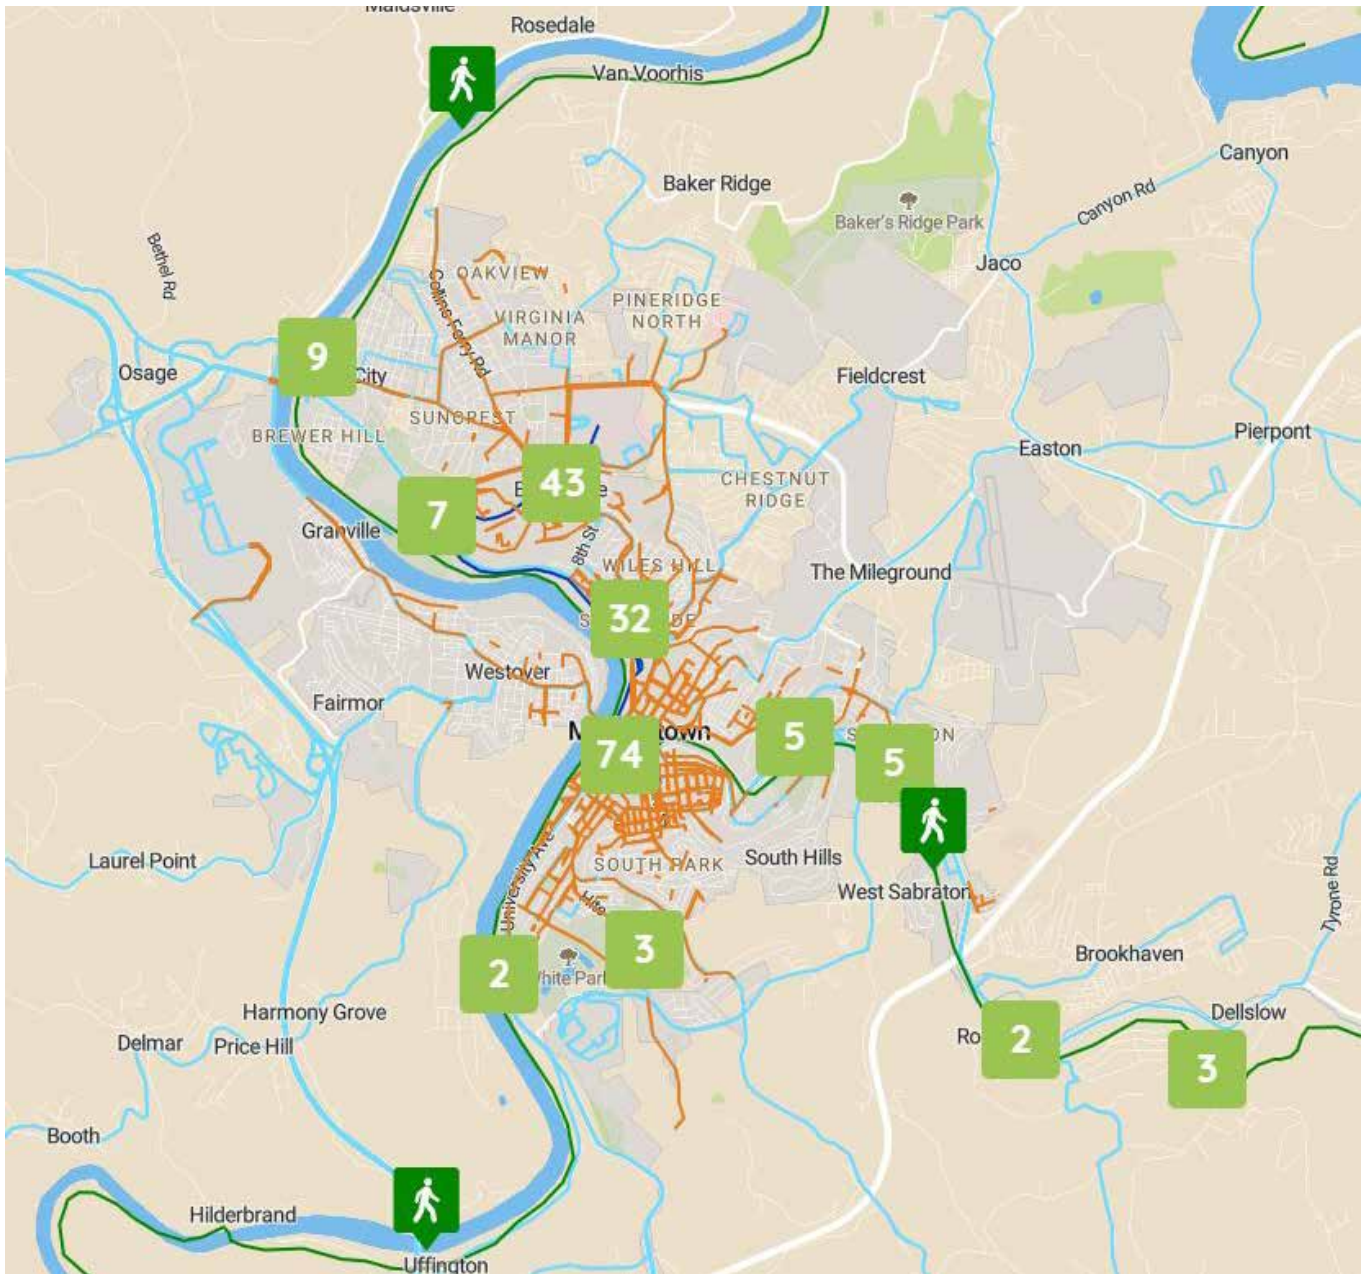 Rosedale
Van Voorhis
Canyon
Baker Ridge
Canyon Rd
Baker's Ridge Park
Bethel Rd
Jaco
OAKVIEW
Collins Ferry Rd
PINERIDGE
NORTH
VIRGINIA
MANOR
9
Osage
City
Fieldcrest
SUNCREST
BREWER HILL
Pierpont
Easton
43
CHESTNUT
RIDGE
7
Granville
8th St
WILES HILL
The Mileground
32
Westover
Fairmor
74
5
5
Laurel Point
SOUTH PARK
South Hills
University Ave
West Sabraton
Tyrone Rd
3
2
Brookhaven
Harmony Grove
Dellslow
Delmar
Price Hill
2
3
Booth
Hilderbrand
Uffington